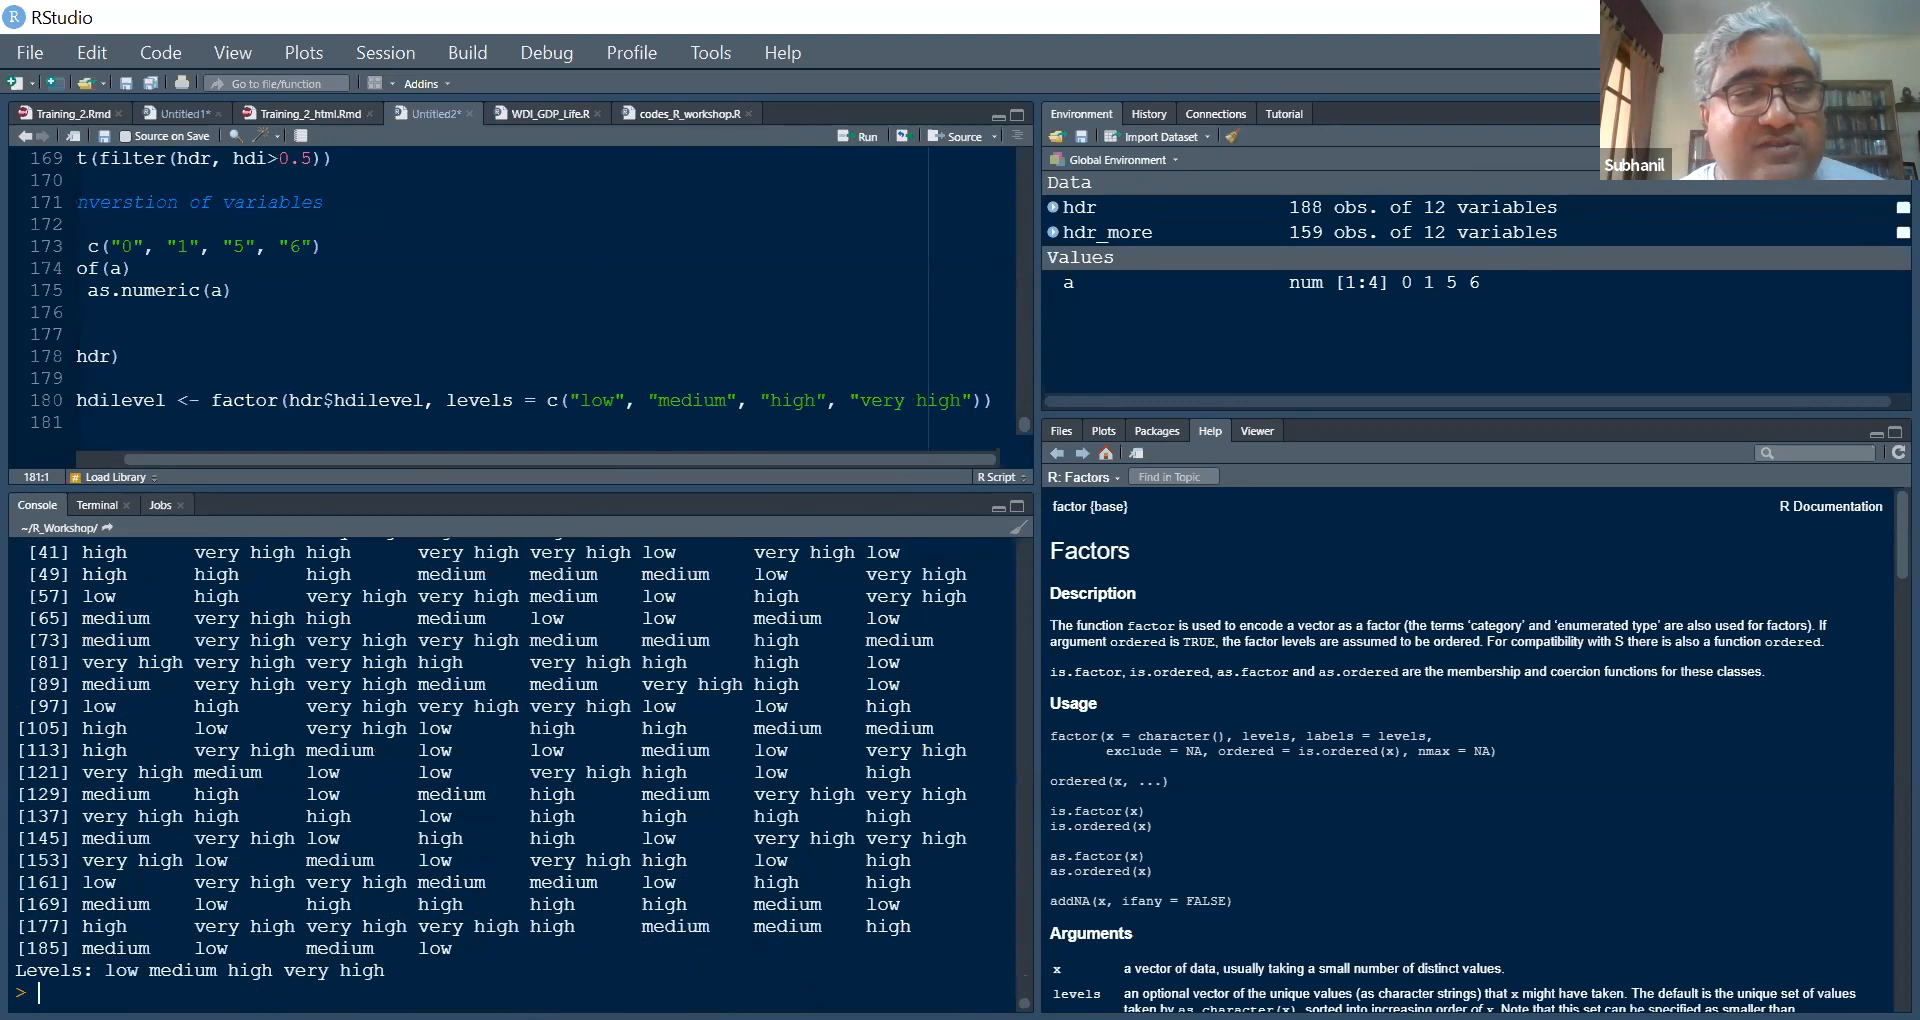 RStudio
File Edit Code View Plots Session Build Debug Profile Tools Help
Go to file/function Addins
Training_2.Rmd Untitled1* Training_2_html.Rmd Untitled2* WDI_GDP_Life.R codes_R_workshop.R
Source on Save Run Source
169 t(filter(hdr, hdi>0.5))
170
171 nverstion of variables
172
173 c("0", "1", "5", "6")
174 of(a)
175 as.numeric(a)
176
177
178 hdr)
179
180 hdilevel <- factor(hdr$hdilevel, levels = c("low", "medium", "high", "very high"))
181
181:1 Load Library R Script
Console Terminal Jobs
~/R_Workshop/
[41] high very high high very high very high low very high low
[49] high high high medium medium medium low very high
[57] low high very high very high medium low high very high
[65] medium very high high medium low low medium low
[73] medium very high very high very high medium medium high medium
[81] very high very high very high high very high high high low
[89] medium very high very high medium medium very high high low
[97] low high very high very high very high low low high
[105] high low very high low high high medium medium
[113] high very high medium low low medium low very high
[121] very high medium low low very high high low high
[129] medium high low medium high medium very high very high
[137] very high high high low high high high high
[145] medium very high low high high low very high very high
[153] very high low medium low very high high low high
[161] low very high very high medium medium low high high
[169] medium low high high high high medium low
[177] high very high very high very high high medium medium high
[185] medium low medium low
Levels: low medium high very high
>
Environment History Connections Tutorial
Import Dataset
Global Environment
Data
hdr 188 obs. of 12 variables
hdr_more 159 obs. of 12 variables
Values
a num [1:4] 0 1 5 6
Subhanil
Files Plots Packages Help Viewer
R: Factors Find in Topic
factor {base} R Documentation
Factors
Description
The function factor is used to encode a vector as a factor (the terms ‘category’ and ‘enumerated type’ are also used for factors). If
argument ordered is TRUE, the factor levels are assumed to be ordered. For compatibility with S there is also a function ordered.
is.factor, is.ordered, as.factor and as.ordered are the membership and coercion functions for these classes.
Usage
factor(x = character(), levels, labels = levels,
exclude = NA, ordered = is.ordered(x), nmax = NA)
ordered(x, ...)
is.factor(x)
is.ordered(x)
as.factor(x)
as.ordered(x)
addNA(x, ifany = FALSE)
Arguments
x a vector of data, usually taking a small number of distinct values.
levels an optional vector of the unique values (as character strings) that x might have taken. The default is the unique set of values
taken by as.character(x), sorted into increasing order of x. Note that this set can be specified as smaller than